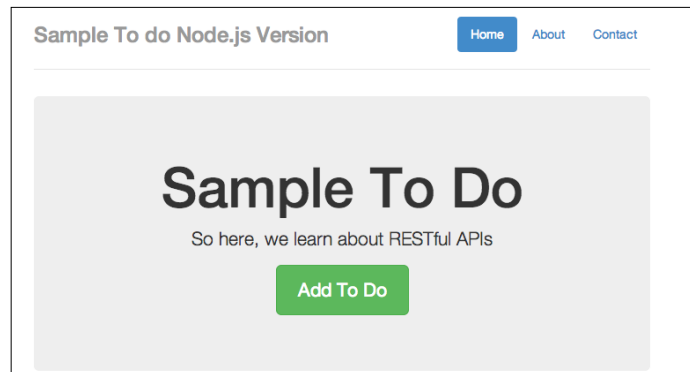 Sample To do Node.js Version
Home About Contact
Sample To Do
So here, we learn about RESTful APIs
Add To Do